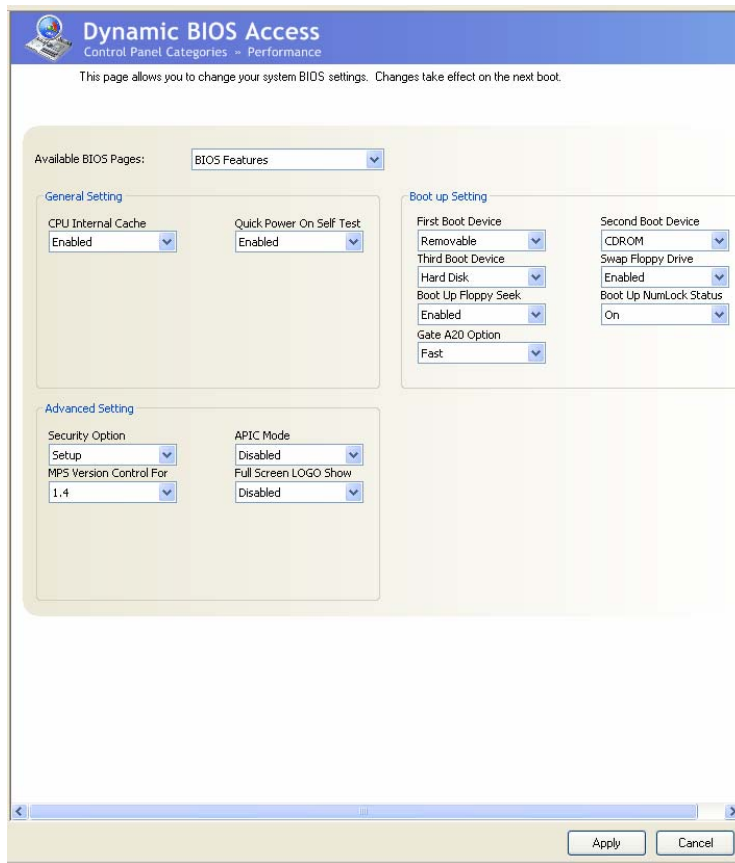 Dynamic BIOS Access
Control Panel Categories - Performance
This page allows you to change your system BIOS settings. Changes take effect on the next boot.
Available BIOS Pages:
BIOS Features
General Setting
CPU Internal Cache
Quick Power On Self Test
Enabled
Enabled
Boot up Setting
First Boot Device
Second Boot Device
Removable
CDROM
Third Boot Device
Swap Floppy Drive
Hard Disk
Enabled
Boot Up Floppy Seek
Boot Up NumLock Status
Enabled
On
Gate A20 Option
Fast
Advanced Setting
Security Option
APIC Mode
Setup
Disabled
MPS Version Control For
Full Screen LOGO Show
1.4
Disabled
Apply
Cancel